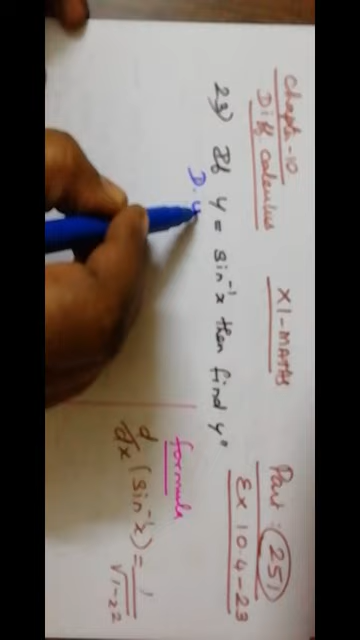 Chapter-10 XI-MATHS Part: 251
Diff. calculus Ex 10.4-23
23) If y = sin⁻¹x then find y"
D. y
formula
d/dx (sin⁻¹x) = 1/√1-x²